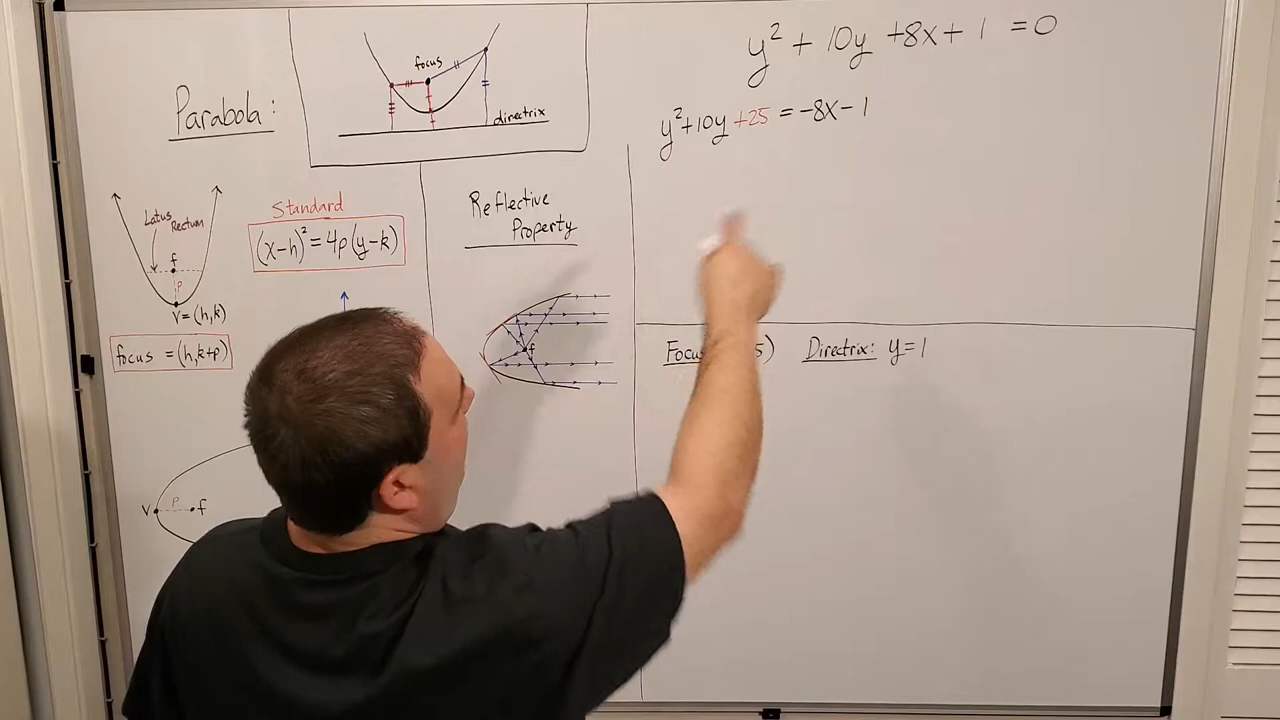 Parabola:
focus
directrix
Latus
Rectum
f
p
V=(h,k)
focus =(h,k+p)
Standard
(x-h)²=4p(y-k)
V
p
f
Reflective
Property
f
y² + 10y +8x + 1 = 0
y²+10y +25 = -8x - 1
5)
Directrix: y=1